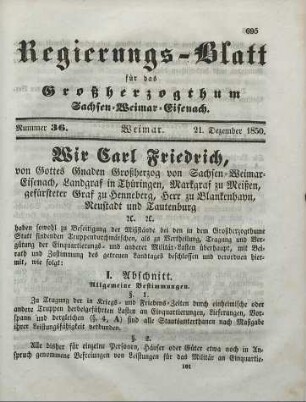 695
Regierungs-Blatt
für das
Großherzogthum
Sachsen-Weimar-Eisenach.
Nummer 36. Weimar. 21. Dezember 1850.
Wir Carl Friedrich,
von Gottes Gnaden Großherzog von Sachsen-Weimar-
Eisenach, Landgraf in Thüringen, Markgraf zu Meißen,
gefürsteter Graf zu Henneberg, Herr zu Blankenhayn,
Neustadt und Tautenburg
ꝛc. ꝛc.
haben sowohl zu Beseitigung der Mißstände bei den in dem Großherzogthume
Statt findenden Truppendurchzügen, als zu Vertheilung, Tragung und Ver-
gütung der Einquartierungs- und anderer Militär-Lasten überhaupt, mit Bei-
rath und Zustimmung des getreuen Landtages beschlossen und verordnen hier-
mit, wie folgt:
I. Abschnitt.
Allgemeine Bestimmungen.
§. 1.
Zu Tragung der in Kriegs- und Friedens-Zeiten durch einheimische oder
andere Truppen herbeigeführten Lasten an Einquartierungen, Lieferungen, Vor-
spann und dergleichen (§. 4, A) sind alle Staatsunterthanen nach Maßgabe
ihrer Leistungsfähigkeit verbunden.
§. 2.
Alle bisher für einzelne Personen, Häuser oder Güter etwa noch in An-
spruch genommene Befreiungen von Leistungen für das Militär an Einquartie-
101